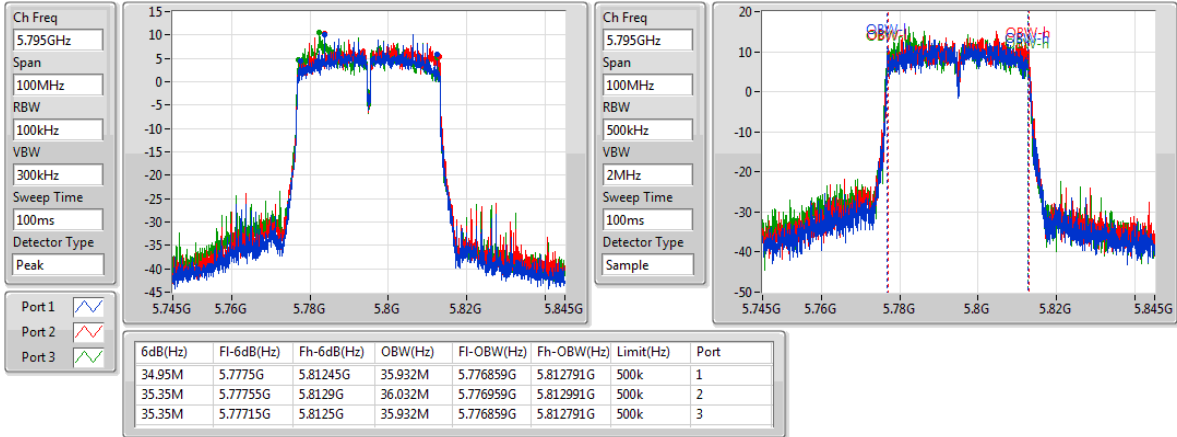 Ch Freq
5.795GHz
Span
100MHz
RBW
100kHz
VBW
300kHz
Sweep Time
100ms
Detector Type
Peak
Port 1
Port 2
Port 3
15
10
5
0
-5
-10
-15
-20
-25
-30
-35
-40
-45
5.745G 5.76G 5.78G 5.8G 5.82G 5.845G
Ch Freq
5.795GHz
Span
100MHz
RBW
500kHz
VBW
2MHz
Sweep Time
100ms
Detector Type
Sample
20
10
0
-10
-20
-30
-40
-50
OBW-l
OBW-h
OBW-h
5.745G 5.76G 5.78G 5.8G 5.82G 5.845G
6dB(Hz) Fl-6dB(Hz) Fh-6dB(Hz) OBW(Hz) Fl-OBW(Hz) Fh-OBW(Hz) Limit(Hz) Port
34.95M 5.7775G 5.81245G 35.932M 5.776859G 5.812791G 500k 1
35.35M 5.77755G 5.8129G 36.032M 5.776959G 5.812991G 500k 2
35.35M 5.77715G 5.8125G 35.932M 5.776859G 5.812791G 500k 3